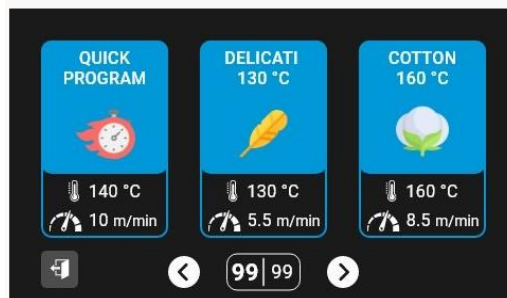 QUICK
PROGRAM
140 °C
10 m/min
DELICATI
130 °C
130 °C
5.5 m/min
COTTON
160 °C
160 °C
8.5 m/min
99|99